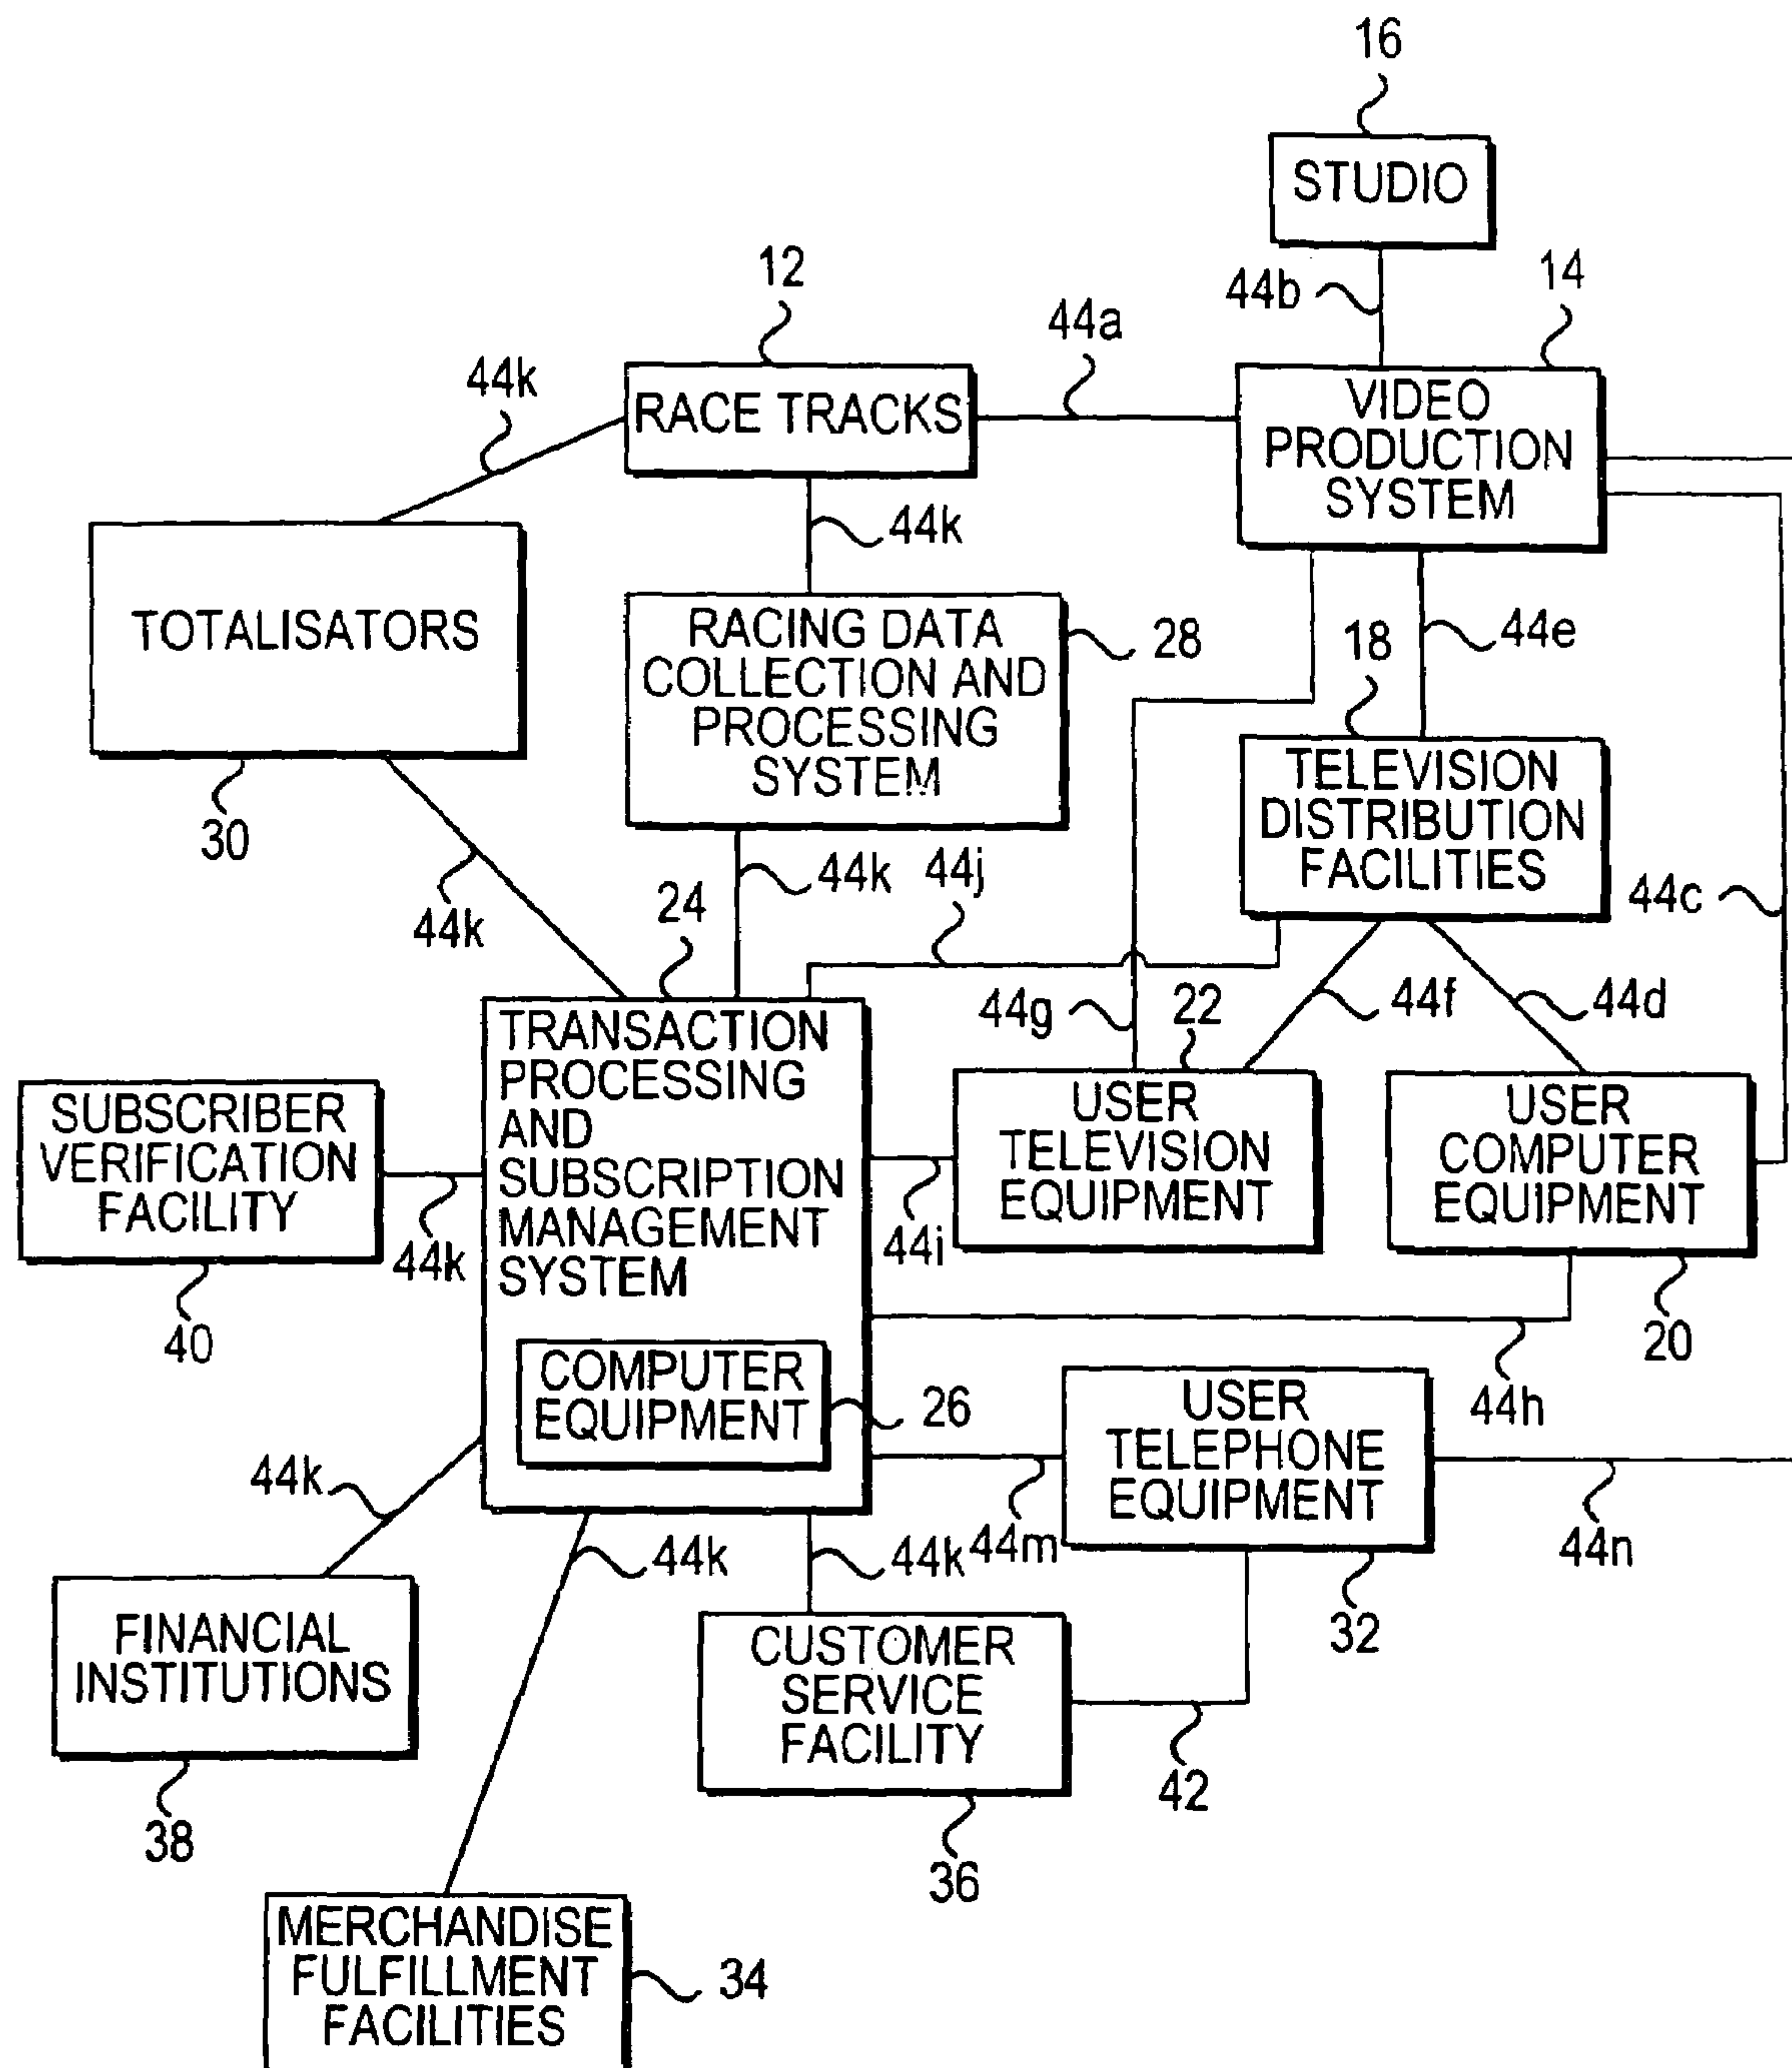 16
STUDIO
44b
14
12
44a
44k
RACE TRACKS
VIDEO
PRODUCTION
SYSTEM
44k
TOTALISATORS
30
RACING DATA
COLLECTION AND
PROCESSING
SYSTEM
28
44e
18
TELEVISION
DISTRIBUTION
FACILITIES
44c
44k
44k
44j
24
44g
22
44f
44d
TRANSACTION
PROCESSING
AND
SUBSCRIPTION
MANAGEMENT
SYSTEM
SUBSCRIBER
VERIFICATION
FACILITY
40
44k
USER
TELEVISION
EQUIPMENT
44i
USER
COMPUTER
EQUIPMENT
20
44h
COMPUTER
EQUIPMENT
26
USER
TELEPHONE
EQUIPMENT
44m
44n
32
44k
44k
44k
FINANCIAL
INSTITUTIONS
38
CUSTOMER
SERVICE
FACILITY
42
36
MERCHANDISE
FULFILLMENT
FACILITIES
34